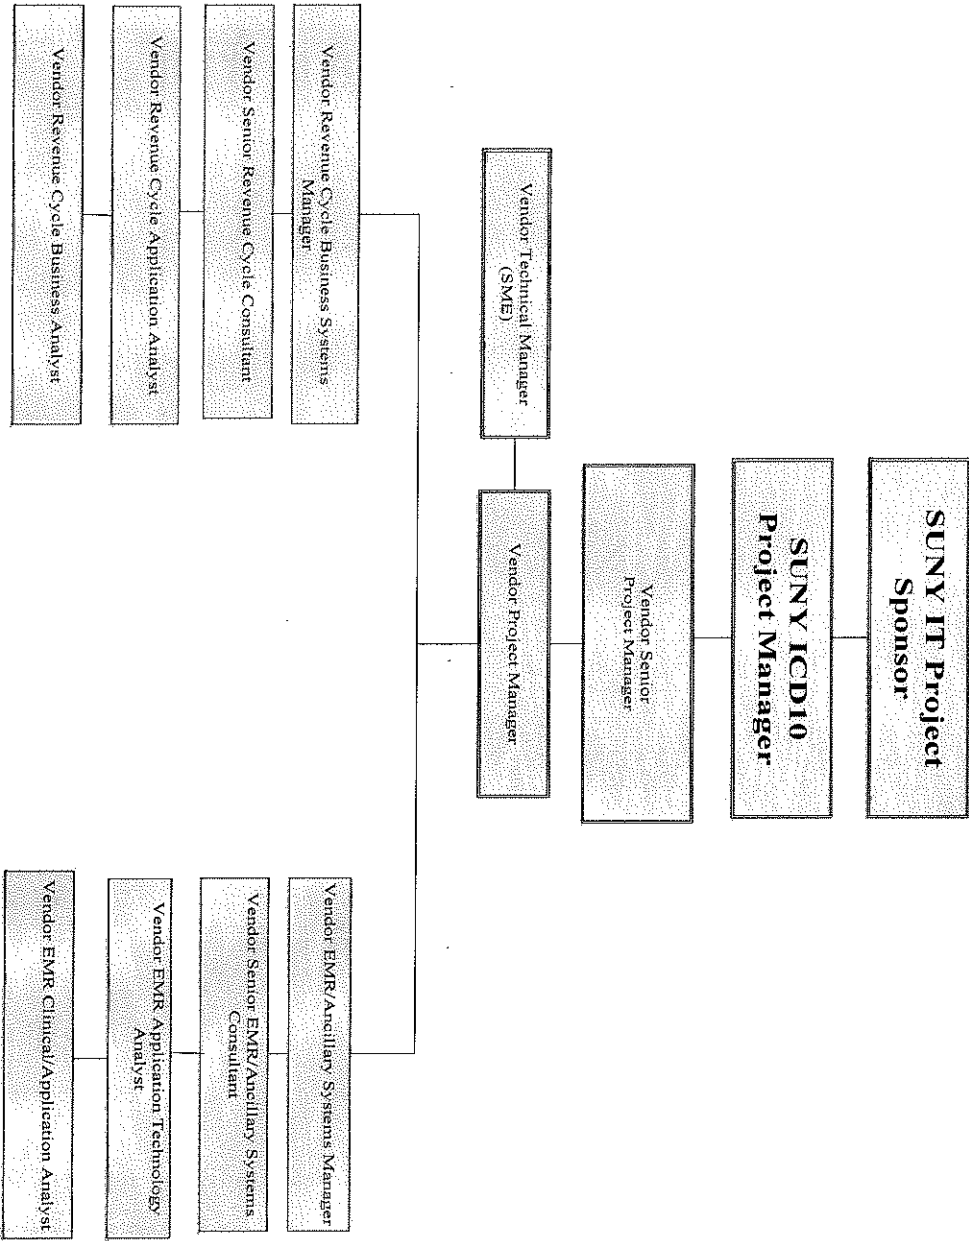 SUNY IT Project
Sponsor
SUNY ICD10
Project Manager
Vendor Senior
Project Manager
Vendor Technical Manager
(SME)
Vendor Project Manager
Vendor Revenue Cycle Business Systems
Manager
Vendor Senior Revenue Cycle Consultant
Vendor Revenue Cycle Application Analyst
Vendor Revenue Cycle Business Analyst
Vendor EMR/Ancillary Systems Manager
Vendor Senior EMR/Ancillary Systems
Consultant
Vendor EMR Application Technology
Analyst
Vendor EMR Clinical/Application Analyst